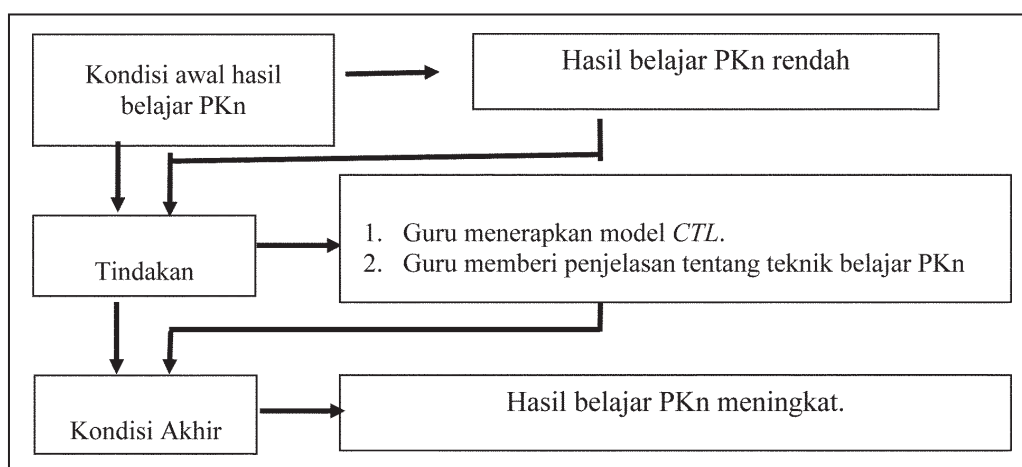 Kondisi awal hasil
belajar PKn
Hasil belajar PKn rendah
Tindakan
1. Guru menerapkan model CTL.
2. Guru memberi penjelasan tentang teknik belajar PKn
Kondisi Akhir
Hasil belajar PKn meningkat.